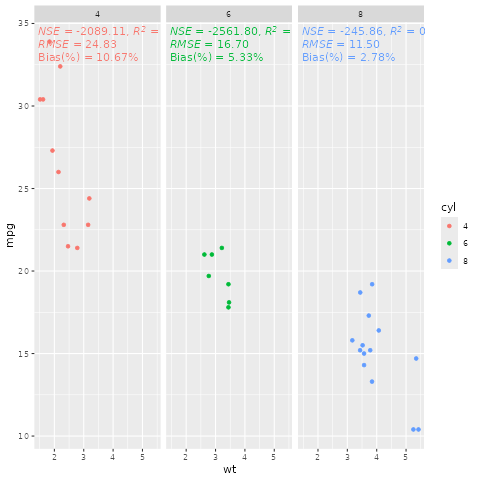 4 6 8
NSE = -2089.11, R² = NSE = -2561.80, R² = NSE = -245.86, R² = 0
RMSE = 24.83 RMSE = 16.70 RMSE = 11.50
Bias(%) = 10.67% Bias(%) = 5.33% Bias(%) = 2.78%
35
30
25
20
15
10
mpg
2 3 4 5 2 3 4 5 2 3 4 5
wt
cyl
4
6
8